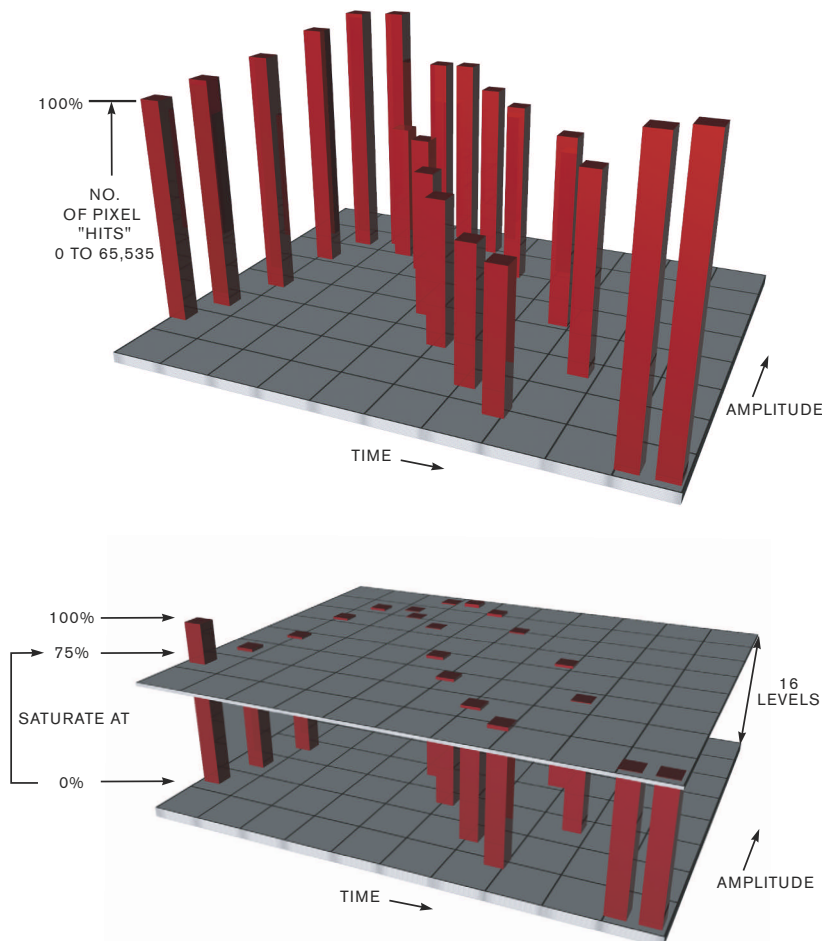 100%
NO.
OF PIXEL
"HITS"
0 TO 65,535
AMPLITUDE
TIME
100%
75%
16
LEVELS
SATURATE AT
0%
AMPLITUDE
TIME